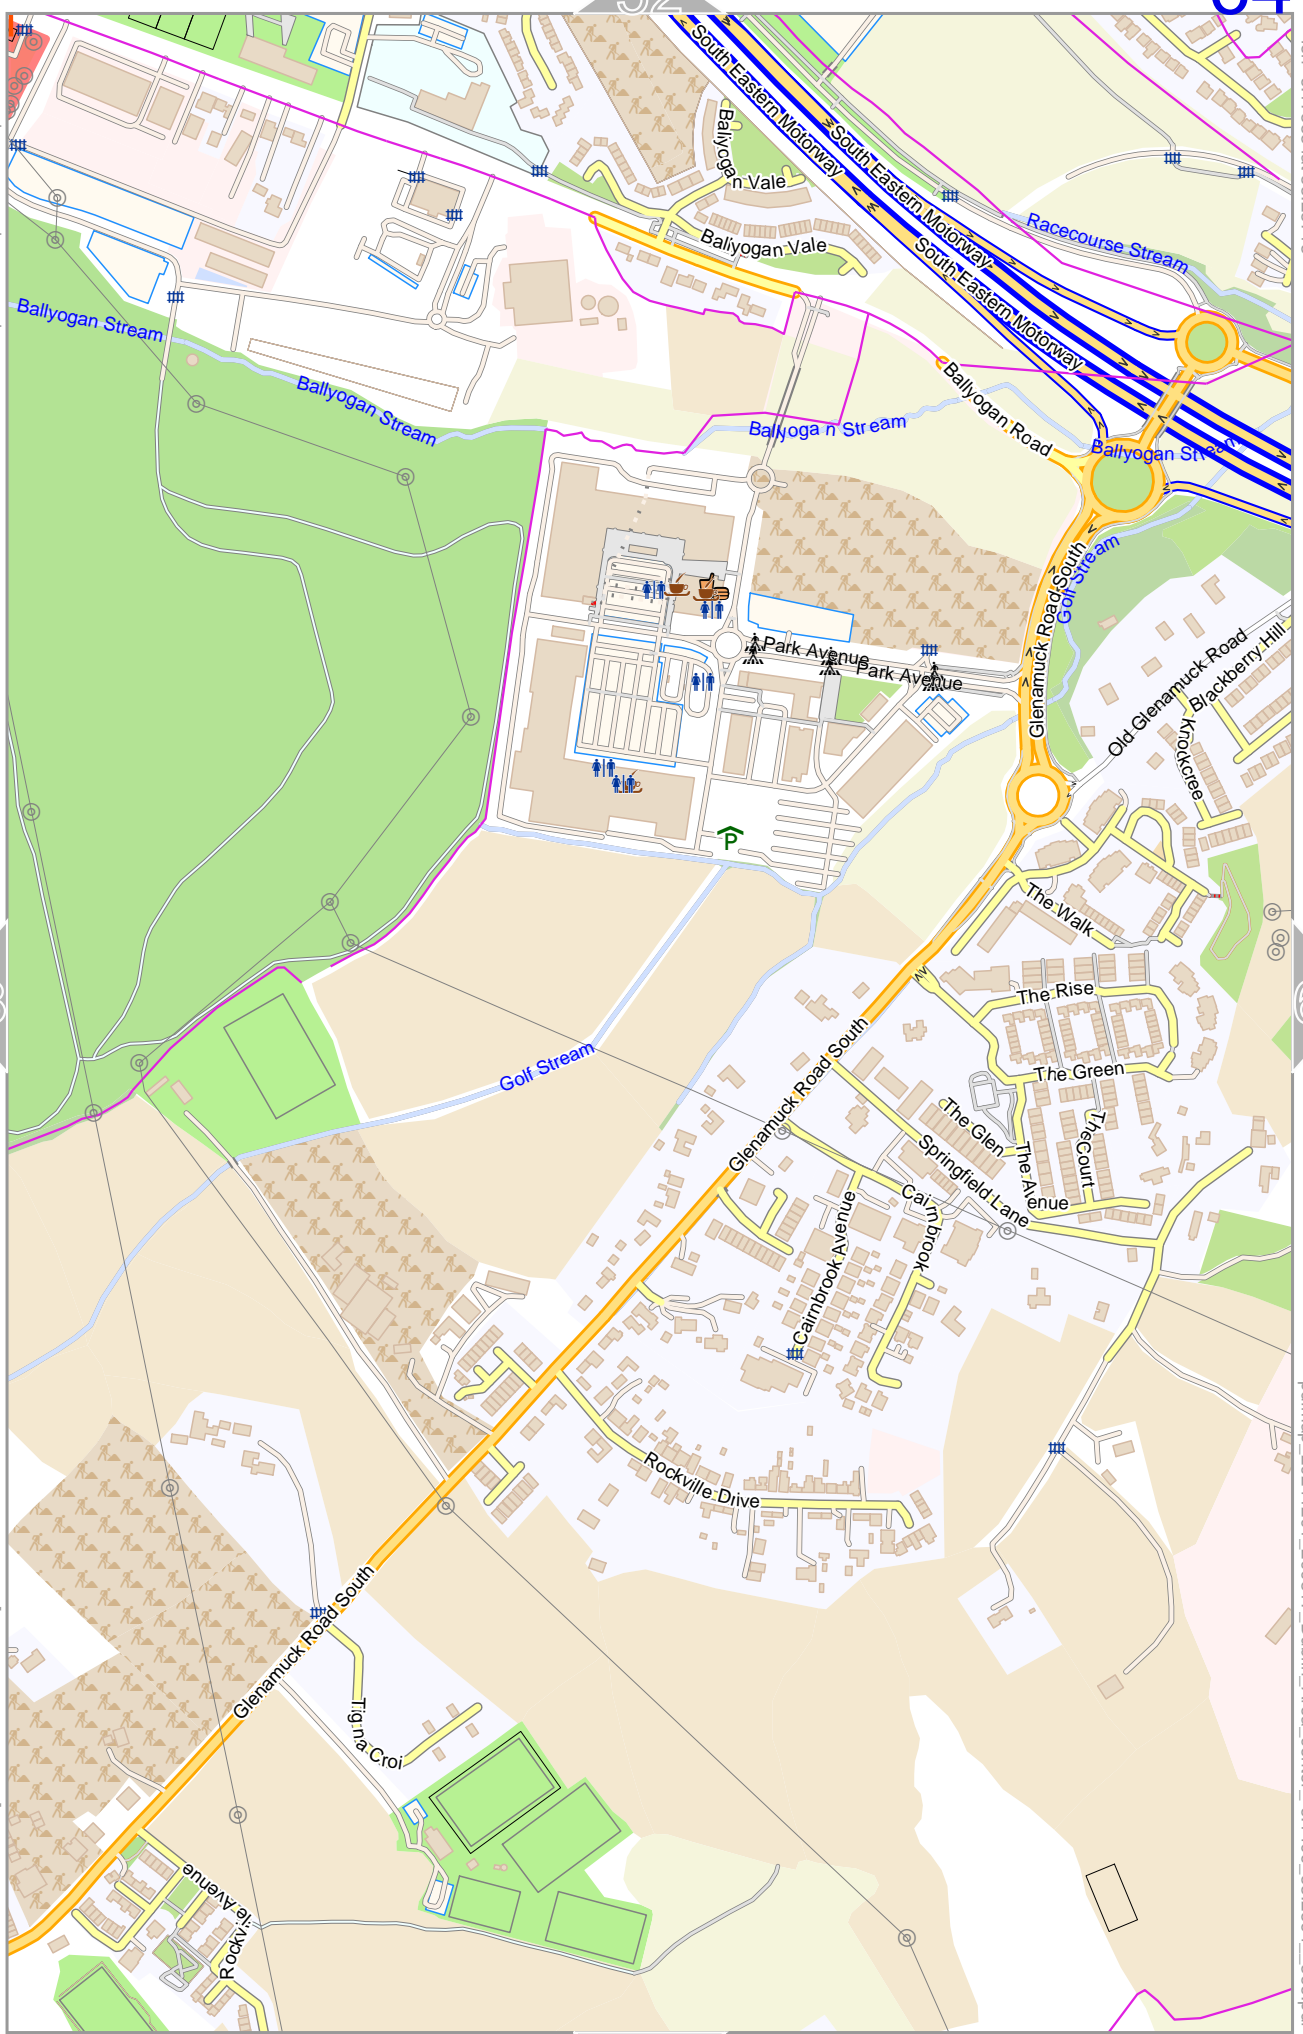 South Eastern Motorway
South Eastern Motorway
Ballyogan Vale
Racecourse Stream
Ballyogan Vale
South Eastern Motorway
Ballyogan Stream
Ballyogan Stream
Ballyogan Road
Ballyogan Stream
Ballyogan Stream
Golf Stream
Glenamuck Road South
Park Avenue
Park Avenue
Old Glenamuck Road
Blackberry Hill
Knockcree
P
The Walk
The Rise
Golf Stream
Glenamuck Road South
The Green
The Glen
The Court
Springfield Lane
The Avenue
Cairnbrook
Cairnbrook Avenue
Rockville Drive
Glenamuck Road South
Tig na Croi
Rockville Avenue